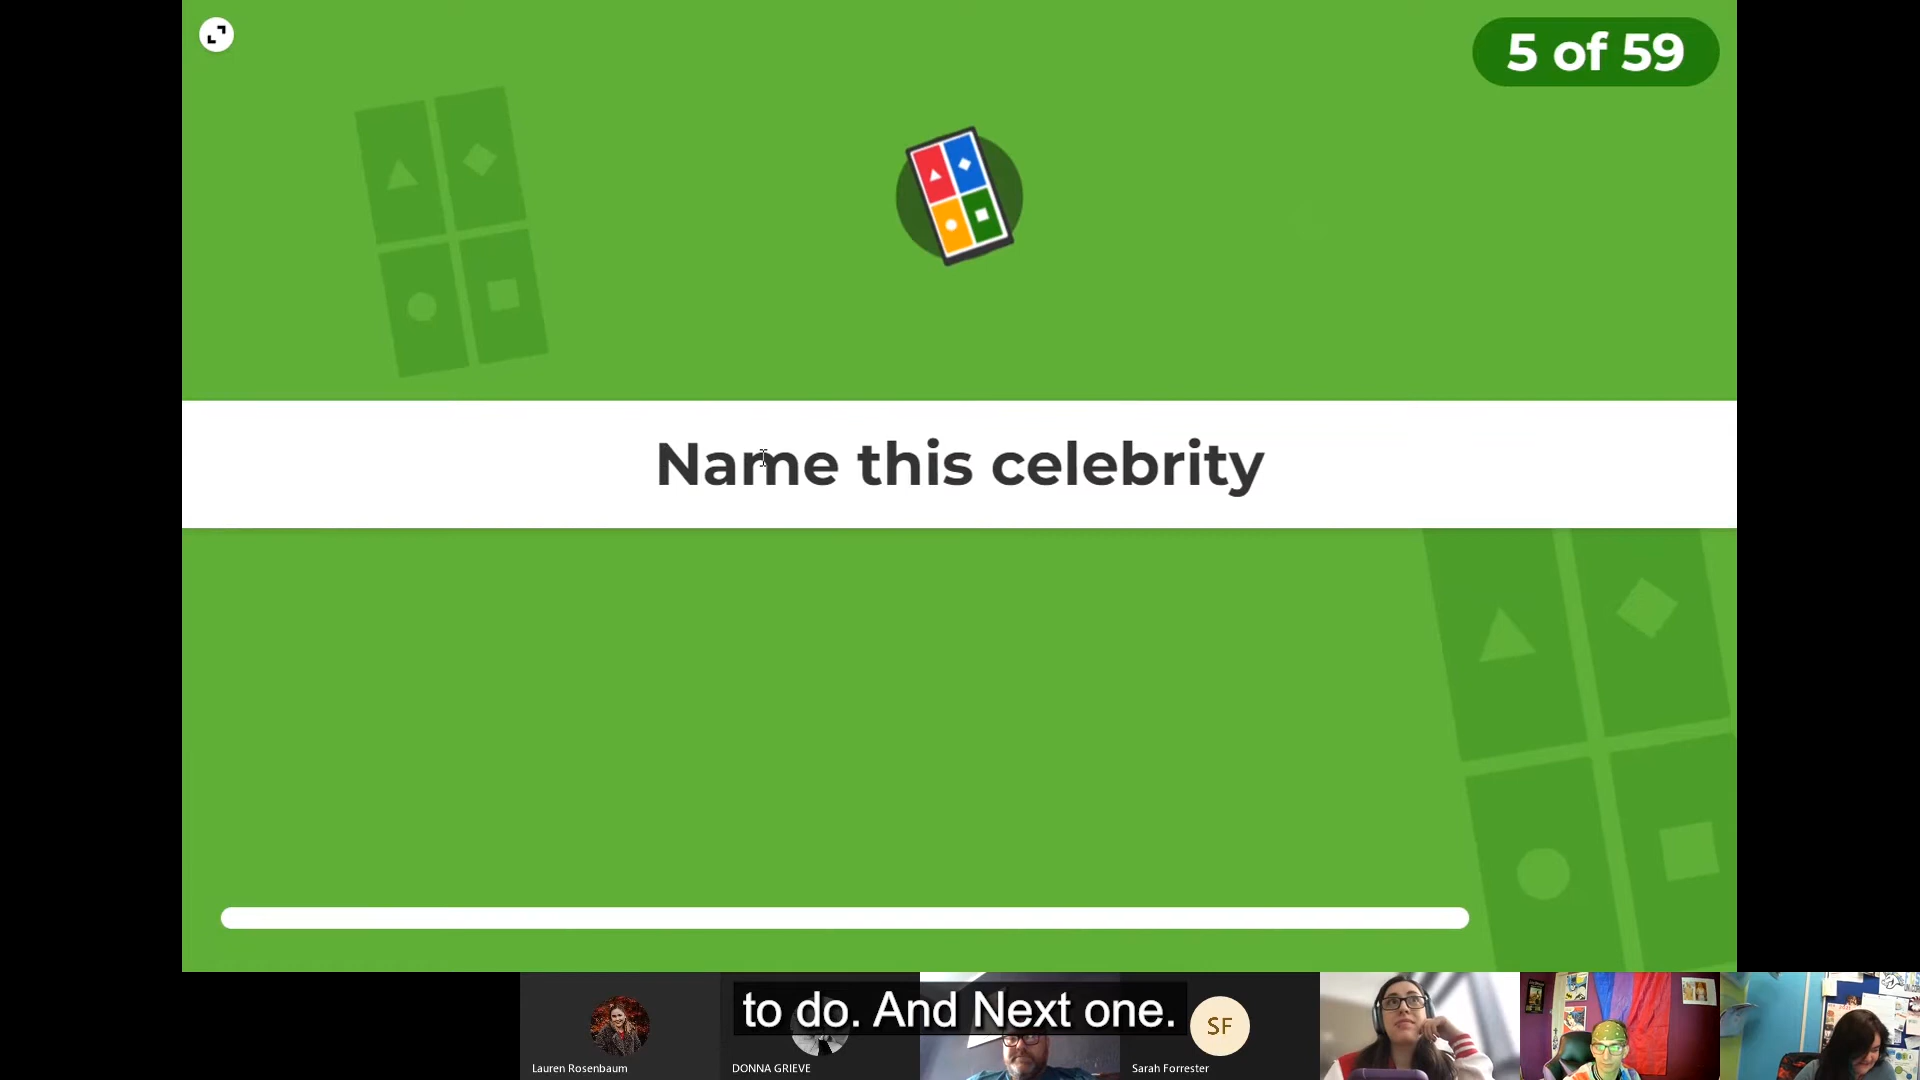 5 of 59
Name this celebrity
to do. And Next one.
SF
Lauren Rosenbaum
DONNA GRIEVE
Sarah Forrester